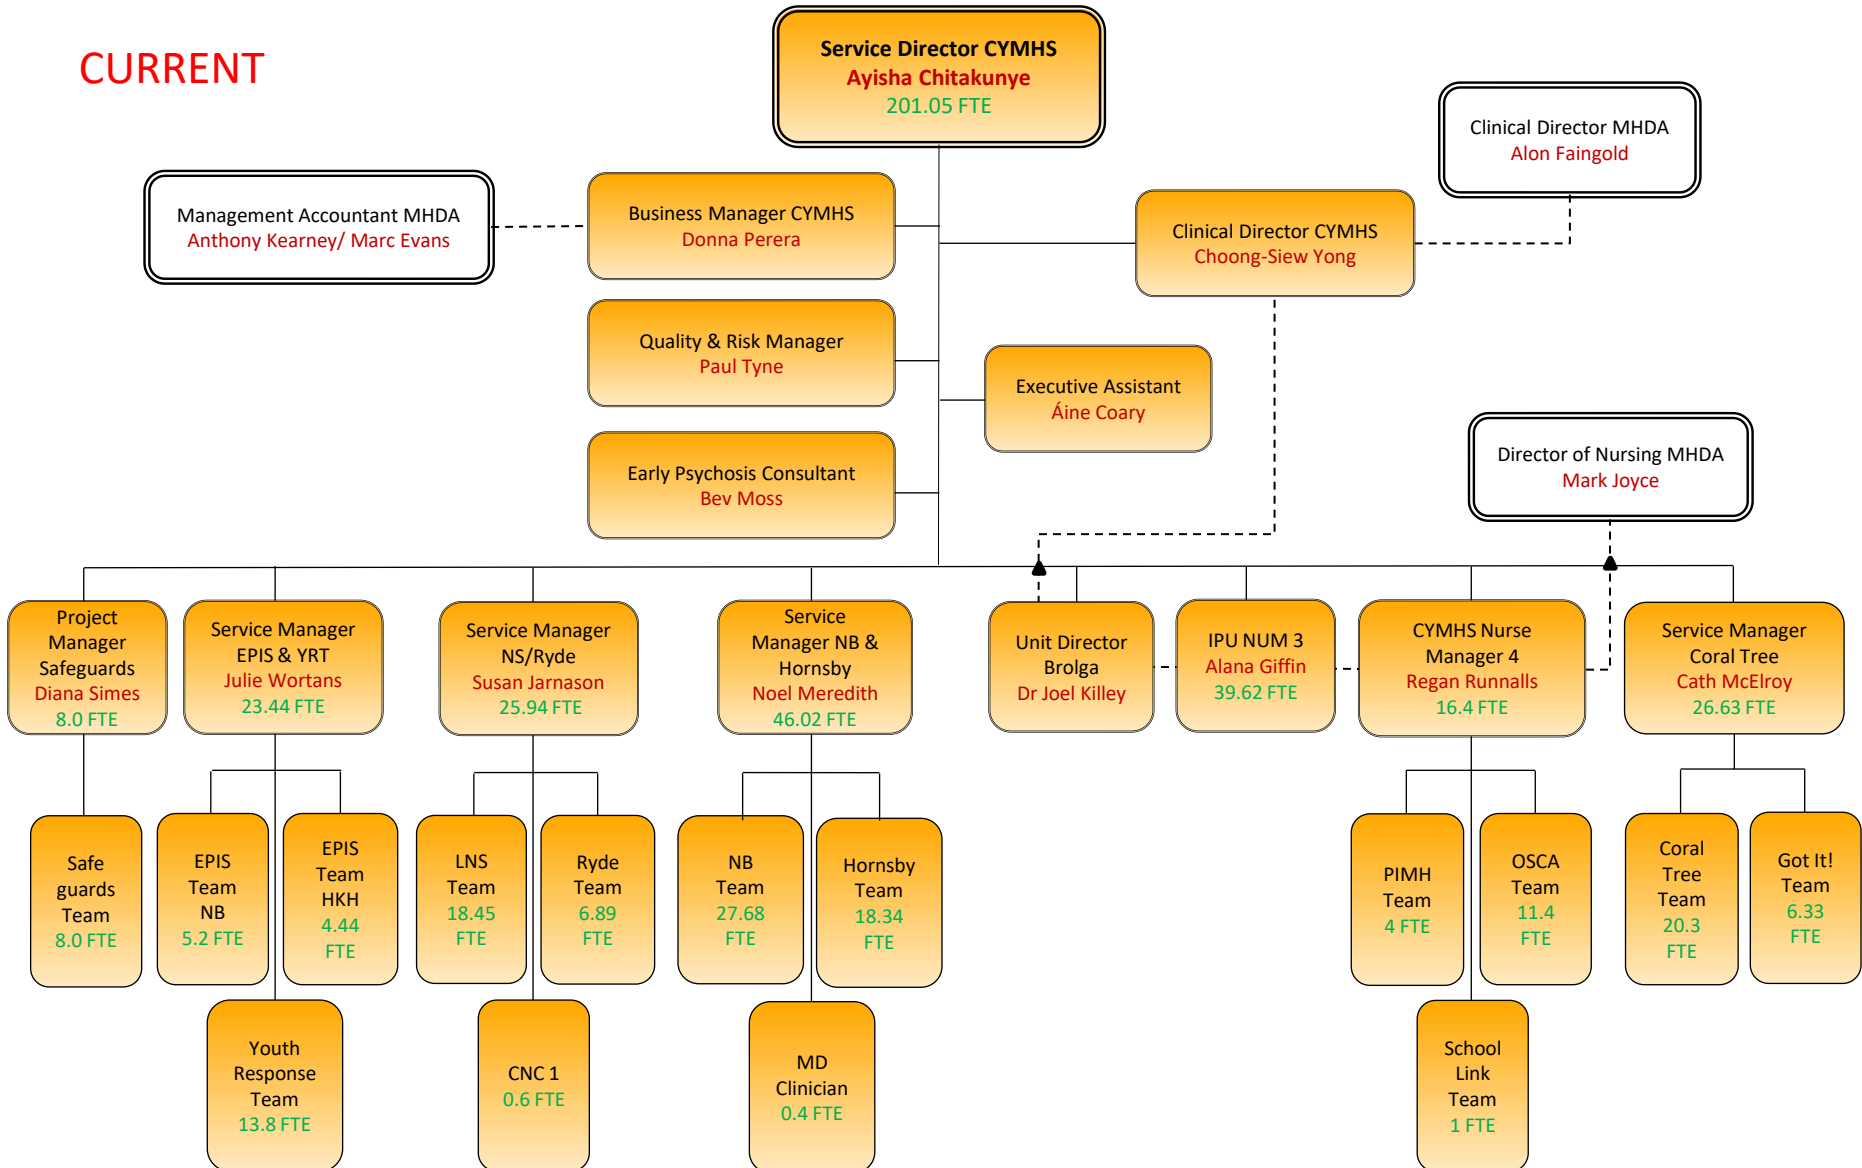 CURRENT
Service Director CYMHS
Ayisha Chitakunye
201.05 FTE
Clinical Director MHDA
Alon Faingold
Management Accountant MHDA
Anthony Kearney/ Marc Evans
Business Manager CYMHS
Donna Perera
Clinical Director CYMHS
Choong-Siew Yong
Quality & Risk Manager
Paul Tyne
Executive Assistant
Áine Coary
Early Psychosis Consultant
Bev Moss
Director of Nursing MHDA
Mark Joyce
Project
Manager
Safeguards
Diana Simes
8.0 FTE
Service Manager
EPIS & YRT
Julie Wortans
23.44 FTE
Service Manager
NS/Ryde
Susan Jarnason
25.94 FTE
Service
Manager NB &
Hornsby
Noel Meredith
46.02 FTE
Unit Director
Brolga
Dr Joel Killey
IPU NUM 3
Alana Giffin
39.62 FTE
CYMHS Nurse
Manager 4
Regan Runnalls
16.4 FTE
Service Manager
Coral Tree
Cath McElroy
26.63 FTE
Safe
guards
Team
8.0 FTE
EPIS
Team
NB
5.2 FTE
EPIS
Team
HKH
4.44
FTE
LNS
Team
18.45
FTE
Ryde
Team
6.89
FTE
NB
Team
27.68
FTE
Hornsby
Team
18.34
FTE
PIMH
Team
4 FTE
OSCA
Team
11.4
FTE
Coral
Tree
Team
20.3
FTE
Got It!
Team
6.33
FTE
Youth
Response
Team
13.8 FTE
CNC 1
0.6 FTE
MD
Clinician
0.4 FTE
School
Link
Team
1 FTE